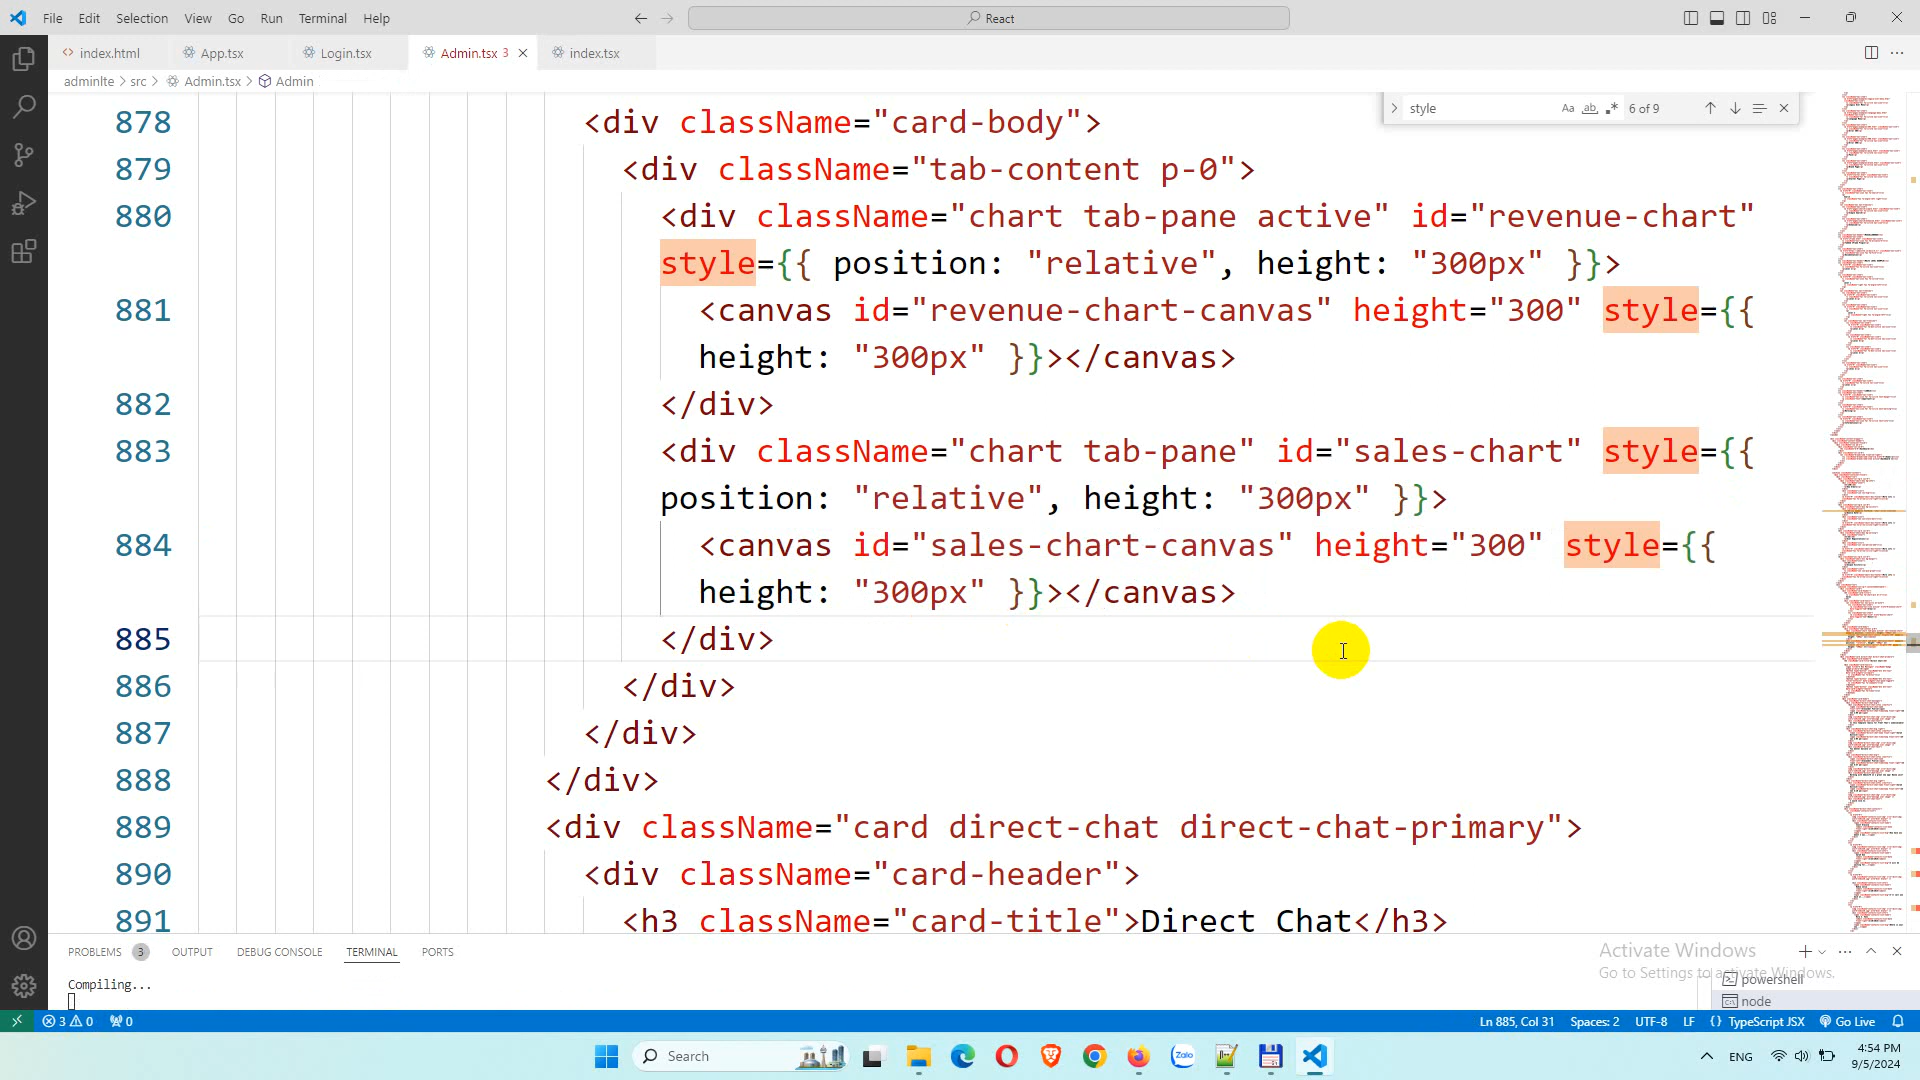 File Edit Selection View Go Run Terminal Help
React
index.html App.tsx Login.tsx Admin.tsx 3 index.tsx
adminlte > src > Admin.tsx > Admin
style Aa ab .* 6 of 9
878 <div className="card-body">
879 <div className="tab-content p-0">
880 <div className="chart tab-pane active" id="revenue-chart"
style={{ position: "relative", height: "300px" }}>
881 <canvas id="revenue-chart-canvas" height="300" style={{
height: "300px" }}></canvas>
882 </div>
883 <div className="chart tab-pane" id="sales-chart" style={{
position: "relative", height: "300px" }}>
884 <canvas id="sales-chart-canvas" height="300" style={{
height: "300px" }}></canvas>
885 </div>
886 </div>
887 </div>
888 </div>
889 <div className="card direct-chat direct-chat-primary">
890 <div className="card-header">
891 <h3 className="card-title">Direct Chat</h3>
PROBLEMS 3 OUTPUT DEBUG CONSOLE TERMINAL PORTS
Compiling...
Activate Windows
Go to Settings to activate Windows.
powershell
node
3 0 0 Ln 885, Col 31 Spaces: 2 UTF-8 LF {} TypeScript JSX Go Live
Search Zalo ENG 4:54 PM
9/5/2024